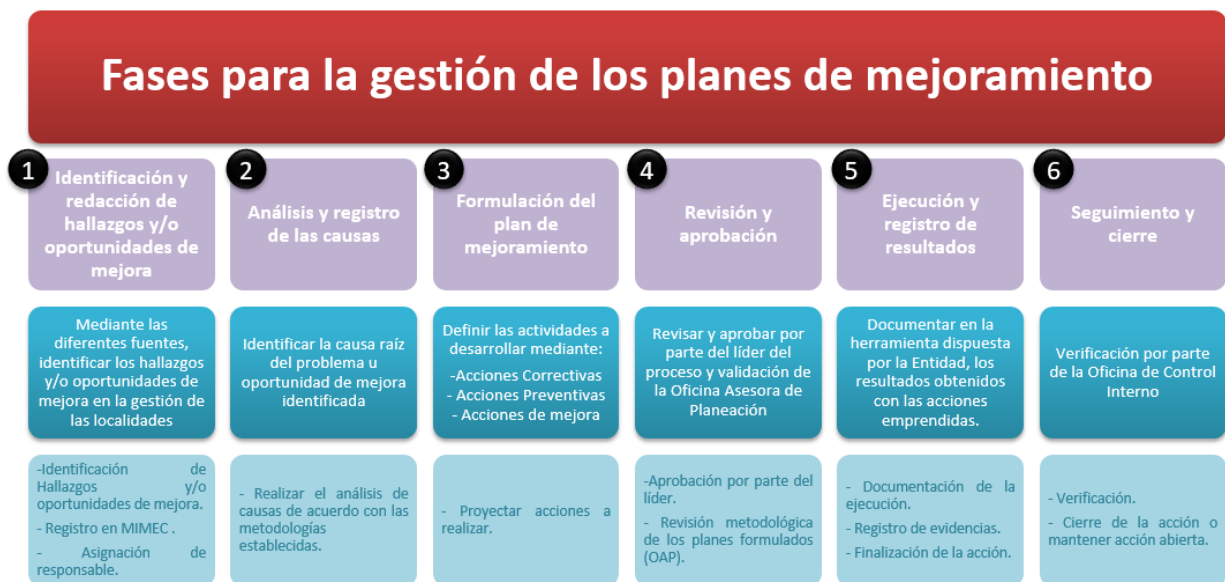 Fases para la gestión de los planes de mejoramiento
1
Identificación y
redacción de
hallazgos y/o
oportunidades de
mejora
Mediante las
diferentes fuentes,
identificar los hallazgos
y/o oportunidades de
mejora en la gestión de
las localidades
-Identificación de
Hallazgos y/o
oportunidades de mejora.
- Registro en MIMEC .
- Asignación de
responsable.
2
Análisis y registro
de las causas
Identificar la causa raíz
del problema u
oportunidad de mejora
identificada
- Realizar el análisis de
causas de acuerdo con las
metodologías
establecidas.
3
Formulación del
plan de
mejoramiento
Definir las actividades a
desarrollar mediante:
-Acciones Correctivas
- Acciones Preventivas
- Acciones de mejora
- Proyectar acciones a
realizar.
4
Revisión y
aprobación
Revisar y aprobar por
parte del líder del
proceso y validación de
la Oficina Asesora de
Planeación
-Aprobación por parte del
líder.
- Revisión metodológica
de los planes formulados
(OAP).
5
Ejecución y
registro de
resultados
Documentar en la
herramienta dispuesta
por la Entidad, los
resultados obtenidos
con las acciones
emprendidas.
- Documentación de la
ejecución.
- Registro de evidencias.
- Finalización de la acción.
6
Seguimiento y
cierre
Verificación por parte
de la Oficina de Control
Interno
- Verificación.
- Cierre de la acción o
mantener acción abierta.